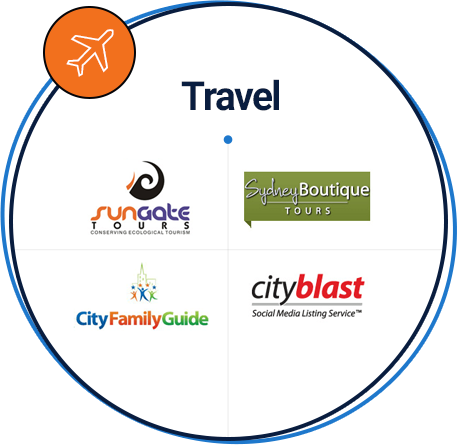 Travel
sungate
TOURS
CONSERVING ECOLOGICAL TOURISM
SydneyBoutique
TOURS
CityFamilyGuide
cityblast
Social Media Listing Service™